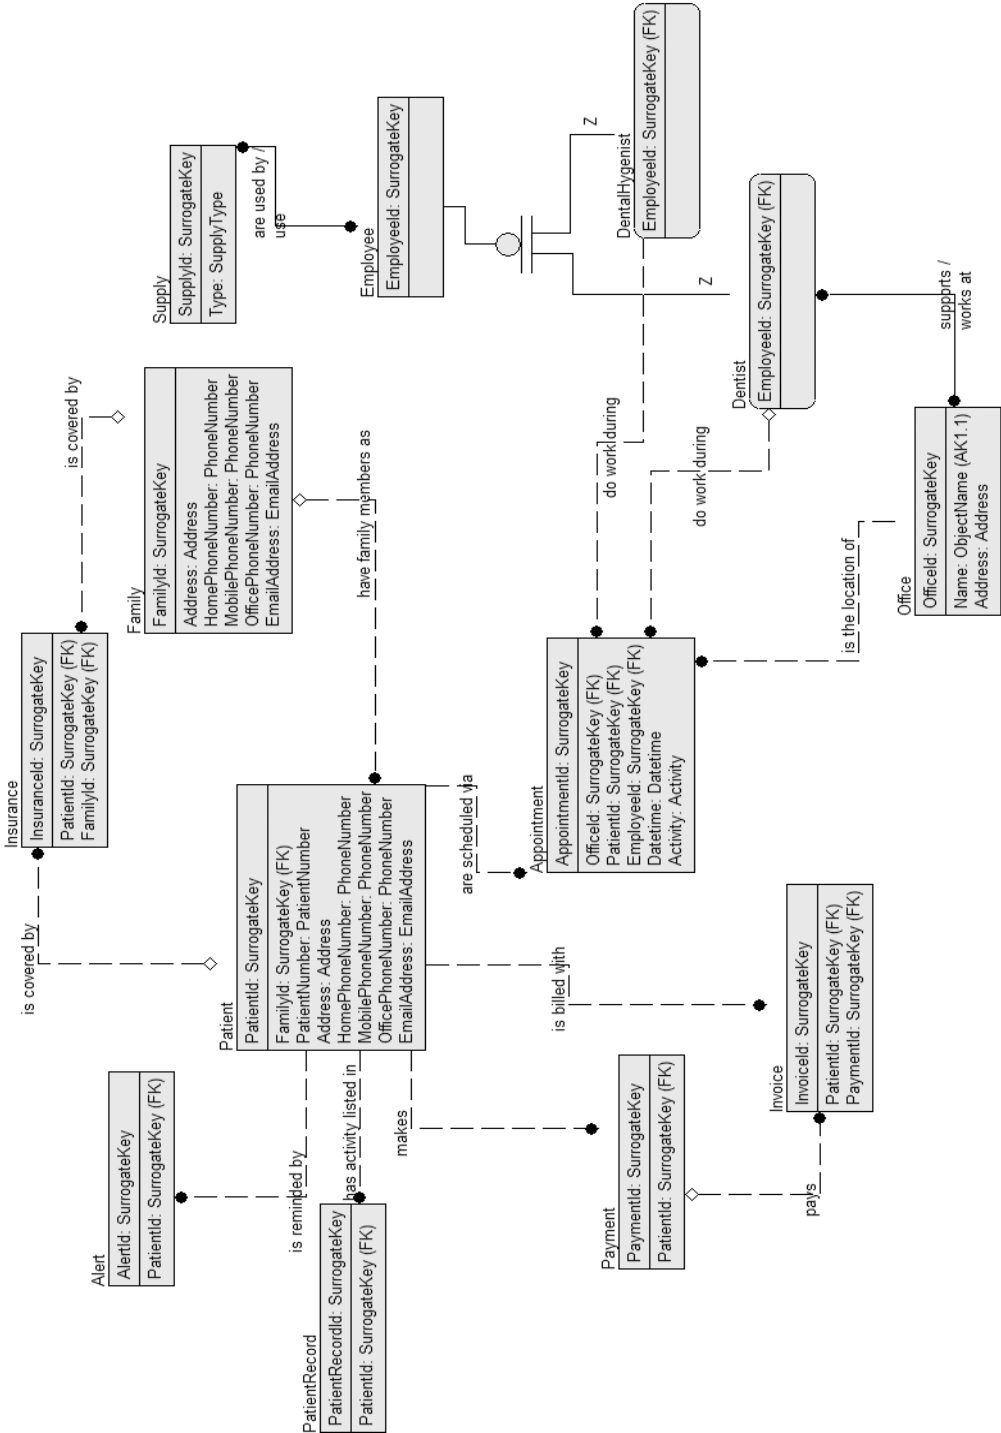 Alert
AlertId: SurrogateKey
PatientId: SurrogateKey (FK)
is reminded by
PatientRecord
PatientRecordId: SurrogateKey
PatientId: SurrogateKey (FK)
has activity listed in
Insurance
InsuranceId: SurrogateKey
PatientId: SurrogateKey (FK)
FamilyId: SurrogateKey (FK)
is covered by
is covered by
Patient
PatientId: SurrogateKey
FamilyId: SurrogateKey (FK)
PatientNumber: PatientNumber
Address: Address
HomePhoneNumber: PhoneNumber
MobilePhoneNumber: PhoneNumber
OfficePhoneNumber: PhoneNumber
EmailAddress: EmailAddress
makes
Payment
PaymentId: SurrogateKey
PatientId: SurrogateKey (FK)
pays
is billed with
Invoice
InvoiceId: SurrogateKey
PatientId: SurrogateKey (FK)
PaymentId: SurrogateKey (FK)
Family
FamilyId: SurrogateKey
Address: Address
HomePhoneNumber: PhoneNumber
MobilePhoneNumber: PhoneNumber
OfficePhoneNumber: PhoneNumber
EmailAddress: EmailAddress
have family members as
are scheduled via
Appointment
AppointmentId: SurrogateKey
OfficeId: SurrogateKey (FK)
PatientId: SurrogateKey (FK)
EmployeeId: SurrogateKey (FK)
Datetime: Datetime
Activity: Activity
do work during
do work during
is the location of
Supply
SupplyId: SurrogateKey
Type: SupplyType
are used by /
use
Employee
EmployeeId: SurrogateKey
Z
Z
DentalHygenist
EmployeeId: SurrogateKey (FK)
Dentist
EmployeeId: SurrogateKey (FK)
supports /
works at
Office
OfficeId: SurrogateKey
Name: ObjectName (AK1.1)
Address: Address